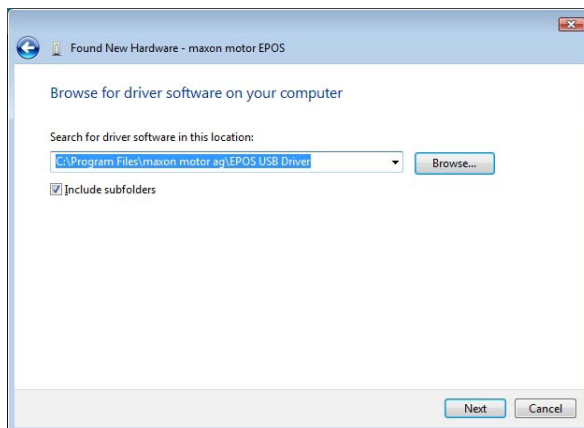 Found New Hardware - maxon motor EPOS
Browse for driver software on your computer
Search for driver software in this location:
C:\Program Files\maxon motor ag\EPOS USB Driver
Browse...
Include subfolders
Next
Cancel